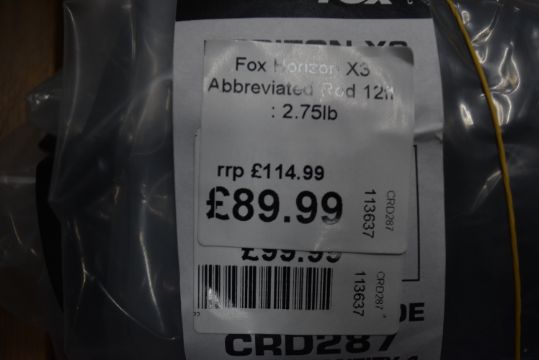 Fox
Fox Horizon X3
Abbreviated Rod 12ft
: 2.75lb
rrp £114.99
£89.99
CRD287
113637
£99.99
CRD287
113637
CRD287